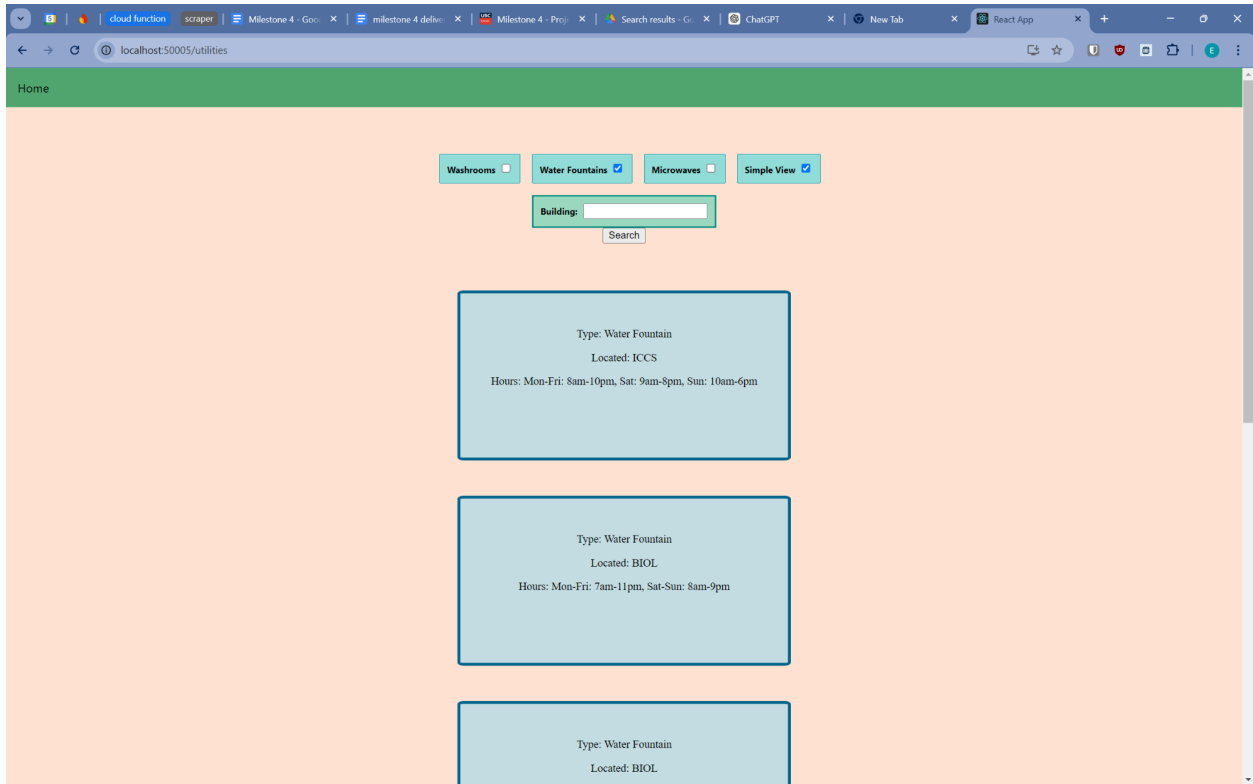 cloud function scraper Milestone 4 - Goo Milestone 4 delive Milestone 4 - Proj Search results - Go ChatGPT New Tab React App
localhost:50005/utilities
Home
Washrooms Water Fountains Microwaves Simple View
Building:
Search
Type: Water Fountain
Located: ICCS
Hours: Mon-Fri: 8am-10pm, Sat: 9am-8pm, Sun: 10am-6pm
Type: Water Fountain
Located: BIOL
Hours: Mon-Fri: 7am-11pm, Sat-Sun: 8am-9pm
Type: Water Fountain
Located: BIOL